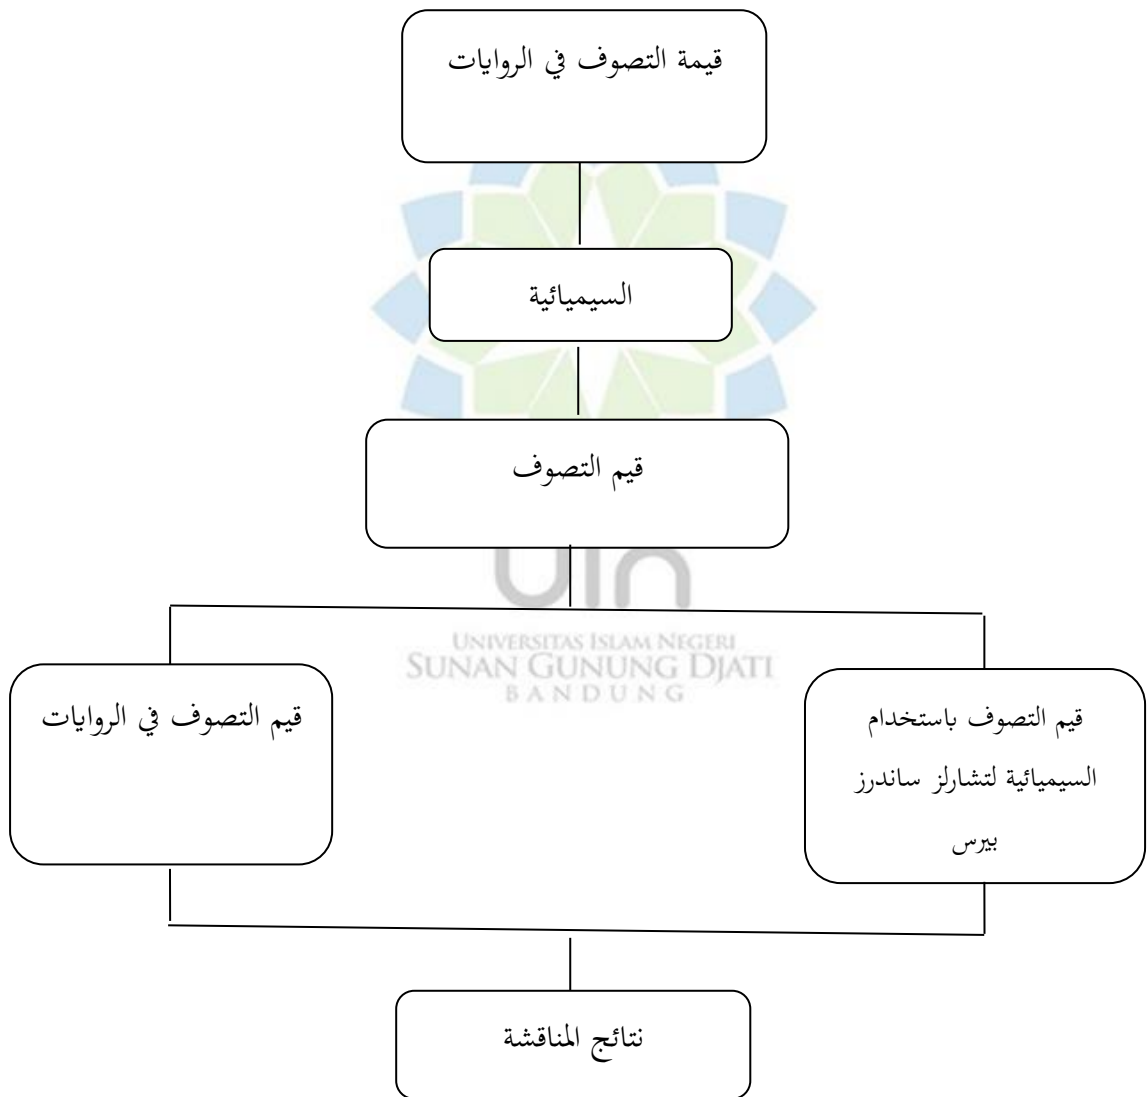 قيمة التصوف في الروايات
السيميائية
قيم التصوف
uin
UNIVERSITAS ISLAM NEGERI
SUNAN GUNUNG DJATI
BANDUNG
قيم التصوف في الروايات
قيم التصوف باستخدام
السيميائية لتشارلز ساندرز
بيرس
نتائج المناقشة